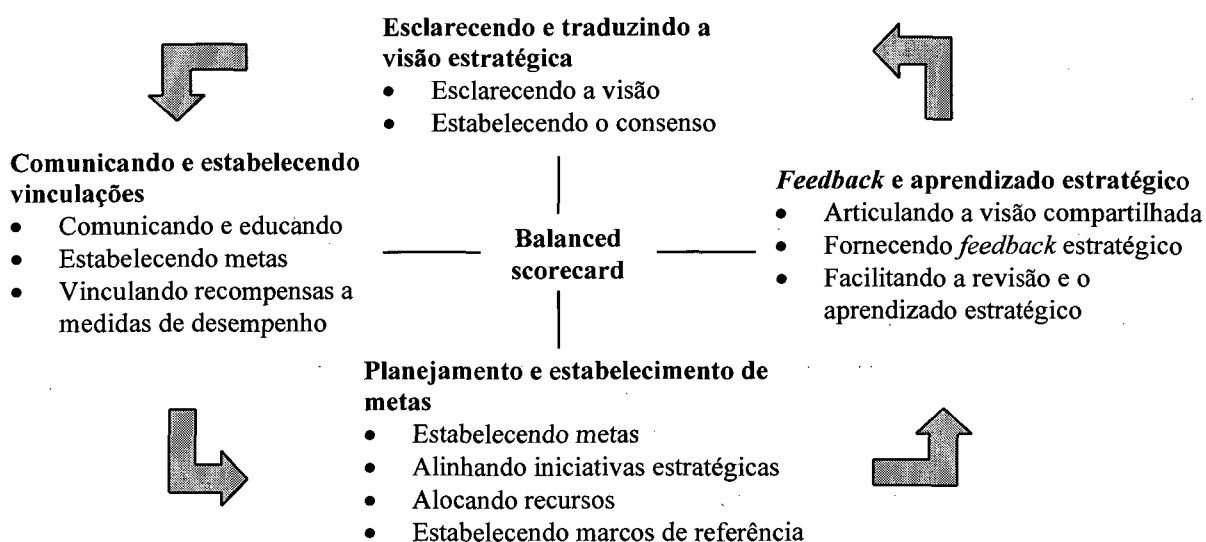 Esclarecendo e traduzindo a
visão estratégica
• Esclarecendo a visão
• Estabelecendo o consenso
Comunicando e estabelecendo
vinculações
• Comunicando e educando
• Estabelecendo metas
• Vinculando recompensas a
medidas de desempenho
Balanced
scorecard
Feedback e aprendizado estratégico
• Articulando a visão compartilhada
• Fornecendo feedback estratégico
• Facilitando a revisão e o
aprendizado estratégico
Planejamento e estabelecimento de
metas
• Estabelecendo metas
• Alinhando iniciativas estratégicas
• Alocando recursos
• Estabelecendo marcos de referência